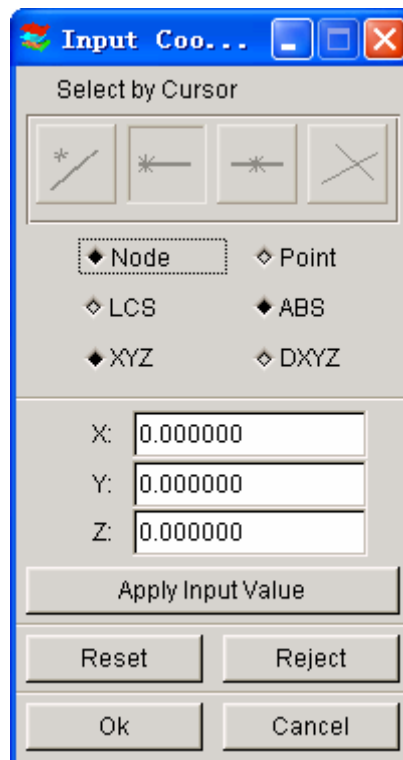 Input Coo...
Select by Cursor
Node Point
LCS ABS
XYZ DXYZ
X: 0.000000
Y: 0.000000
Z: 0.000000
Apply Input Value
Reset Reject
Ok Cancel